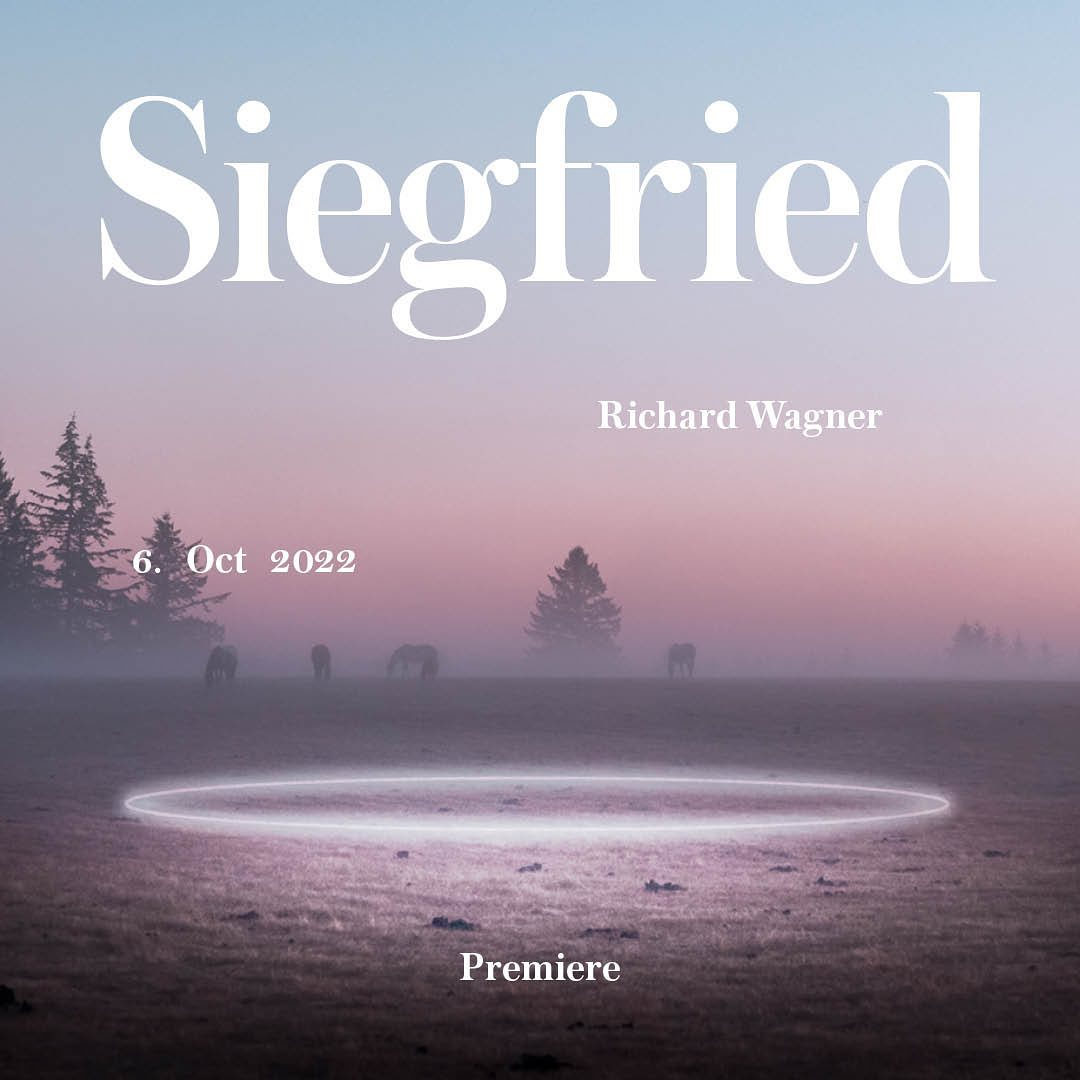 Siegfried
Richard Wagner
6. Oct 2022
Premiere